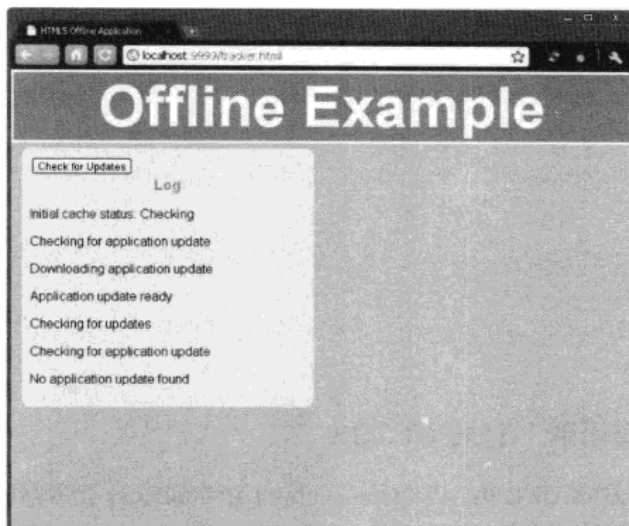 HTML5 Offline Application
localhost:9999/tracker.html
Offline Example
Check for Updates
Log
Initial cache status: Checking
Checking for application update
Downloading application update
Application update ready
Checking for updates
Checking for application update
No application update found